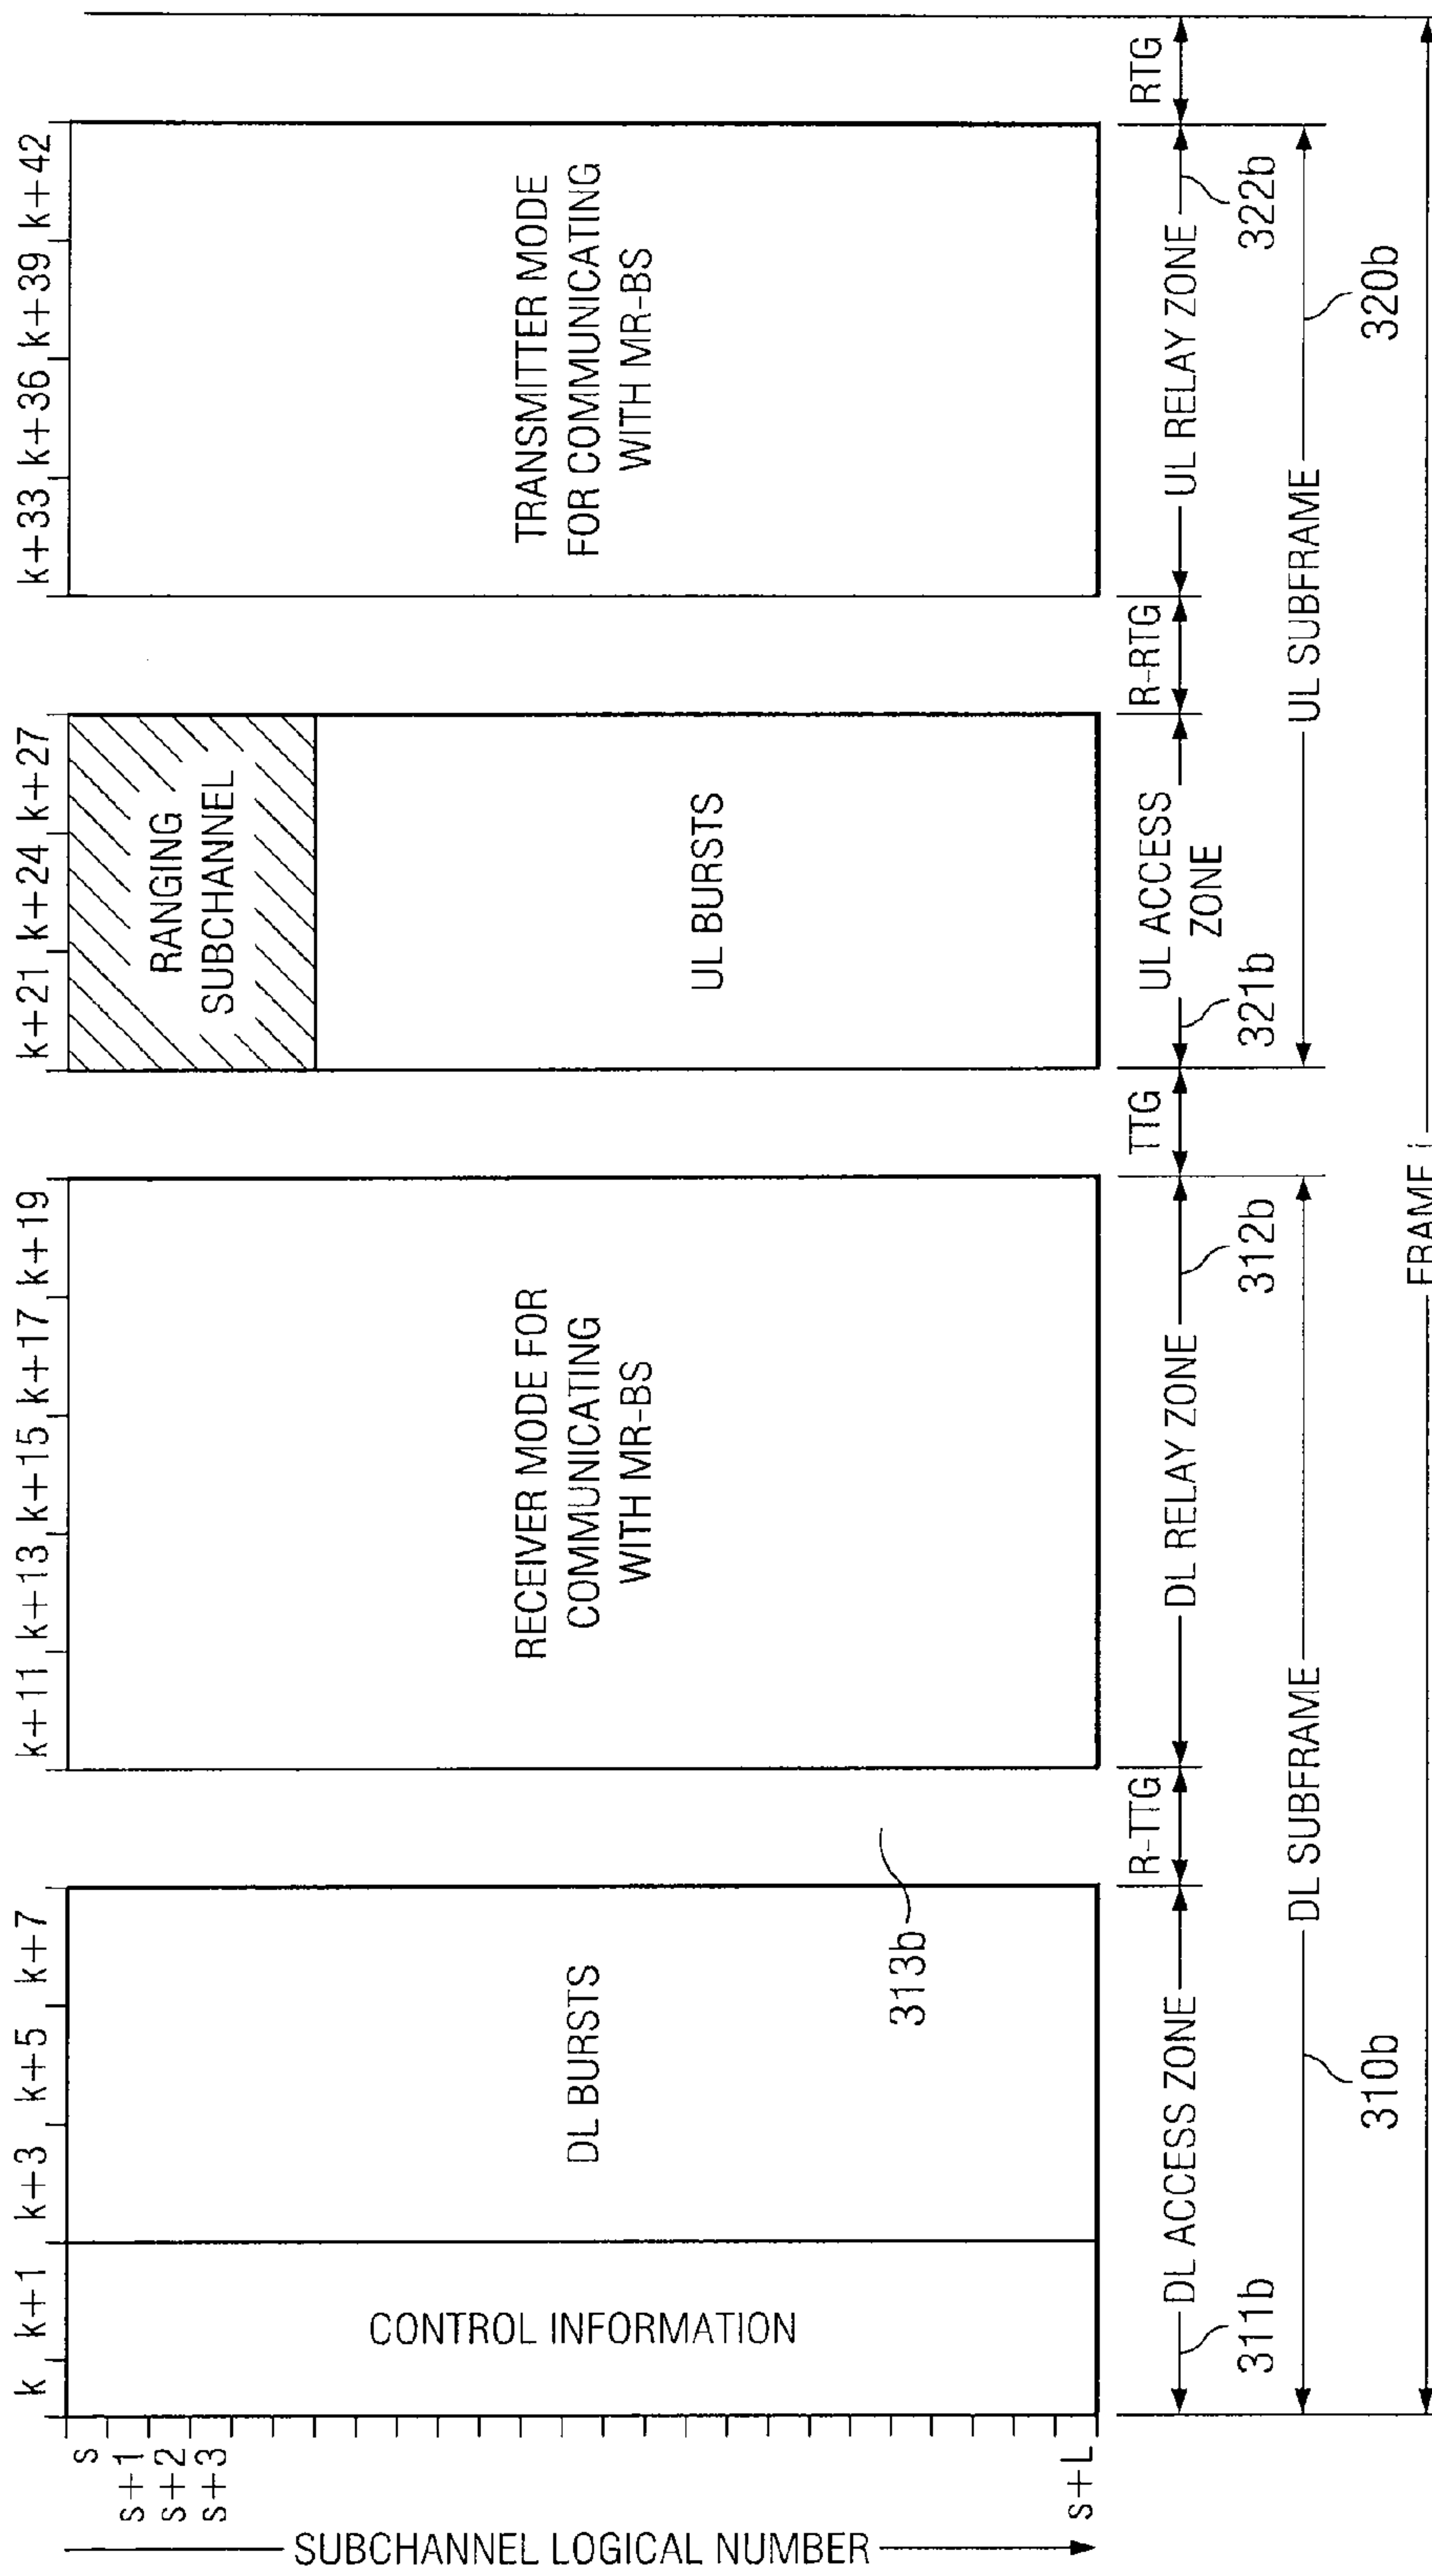 k k+1 k+3 k+5 k+7 k+11 k+13 k+15 k+17 k+19 k+21 k+24 k+27 k+33 k+36 k+39 k+42
s
s+1
s+2
s+3
s+L
SUBCHANNEL LOGICAL NUMBER
CONTROL INFORMATION
DL BURSTS
313b
RECEIVER MODE FOR
COMMUNICATING
WITH MR-BS
RANGING
SUBCHANNEL
UL BURSTS
TRANSMITTER MODE
FOR COMMUNICATING
WITH MR-BS
DL ACCESS ZONE
R-TTG
DL RELAY ZONE
TTG
UL ACCESS
ZONE
R-RTG
UL RELAY ZONE
RTG
311b
312b
321b
322b
DL SUBFRAME
UL SUBFRAME
310b
320b
FRAME